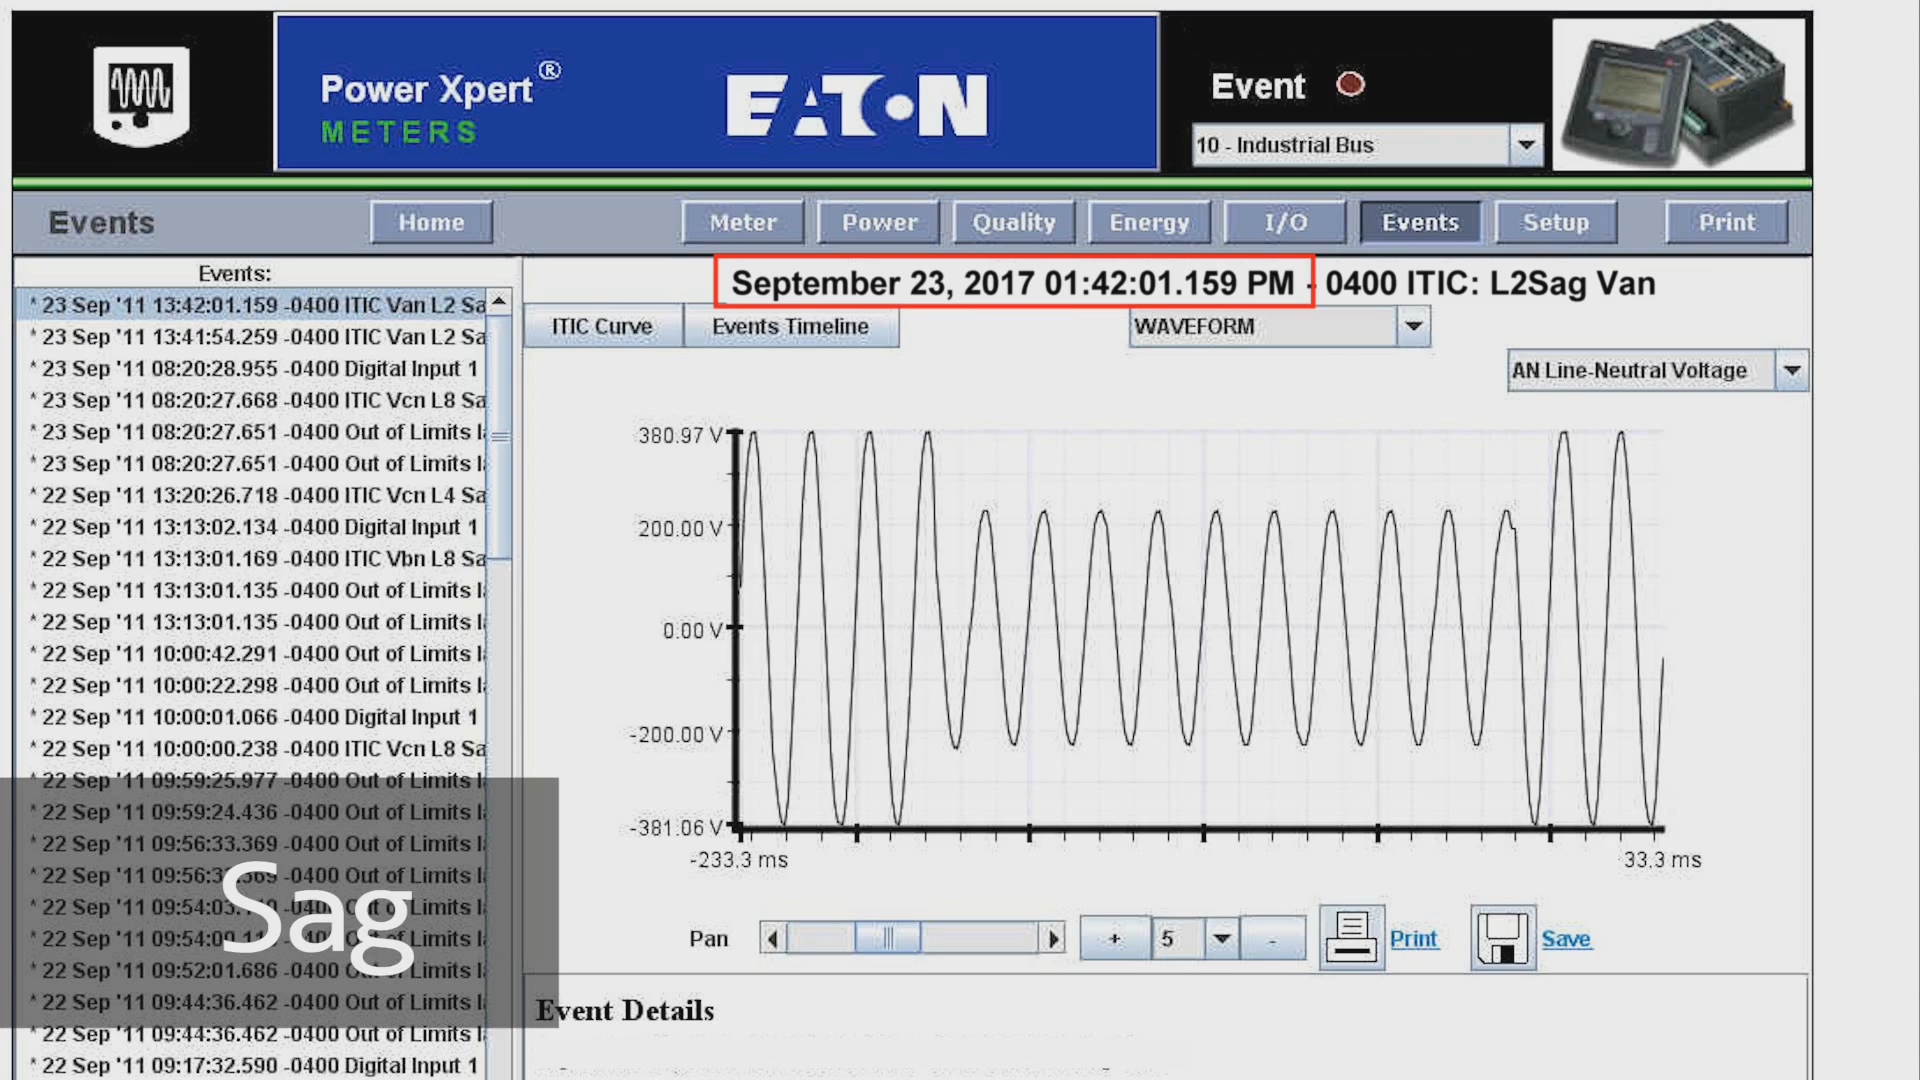 Power Xpert®
METERS
EATON
Event
10 - Industrial Bus
Events
Home
Meter
Power
Quality
Energy
I/O
Events
Setup
Print
Events:
September 23, 2017 01:42:01.159 PM - 0400 ITIC: L2Sag Van
* 23 Sep '11 13:42:01.159 -0400 ITIC Van L2 Sa
* 23 Sep '11 13:41:54.259 -0400 ITIC Van L2 Sa
* 23 Sep '11 08:20:28.955 -0400 Digital Input 1
* 23 Sep '11 08:20:27.668 -0400 ITIC Vcn L8 Sa
* 23 Sep '11 08:20:27.651 -0400 Out of Limits
* 23 Sep '11 08:20:27.651 -0400 Out of Limits
* 22 Sep '11 13:20:26.718 -0400 ITIC Vcn L4 Sa
* 22 Sep '11 13:13:02.134 -0400 Digital Input 1
* 22 Sep '11 13:13:01.169 -0400 ITIC Vbn L8 Sa
* 22 Sep '11 13:13:01.135 -0400 Out of Limits
* 22 Sep '11 13:13:01.135 -0400 Out of Limits
* 22 Sep '11 10:00:42.291 -0400 Out of Limits
* 22 Sep '11 10:00:22.298 -0400 Out of Limits
* 22 Sep '11 10:00:01.066 -0400 Digital Input 1
* 22 Sep '11 10:00:00.238 -0400 ITIC Vcn L8 Sa
* 22 Sep '11 09:59:25.977 -0400 Out of Limits
* 22 Sep '11 09:59:24.436 -0400 Out of Limits
* 22 Sep '11 09:56:33.369 -0400 Out of Limits
* 22 Sep '11 Limits
* 22 Sep '11 Limits
* 22 Sep '11 Limits
* 22 Sep '11 09:52:01.686 -0400 Limits
* 22 Sep '11 09:44:36.462 -0400 Out of Limits
* 22 Sep '11 09:44:36.462 -0400 Out of Limits
* 22 Sep '11 09:17:32.590 -0400 Digital Input 1
Sag
ITIC Curve
Events Timeline
WAVEFORM
AN Line-Neutral Voltage
380.97 V
200.00 V
0.00 V
-200.00 V
-381.06 V
-233.3 ms
33.3 ms
Pan
+
5
-
Print
Save
Event Details